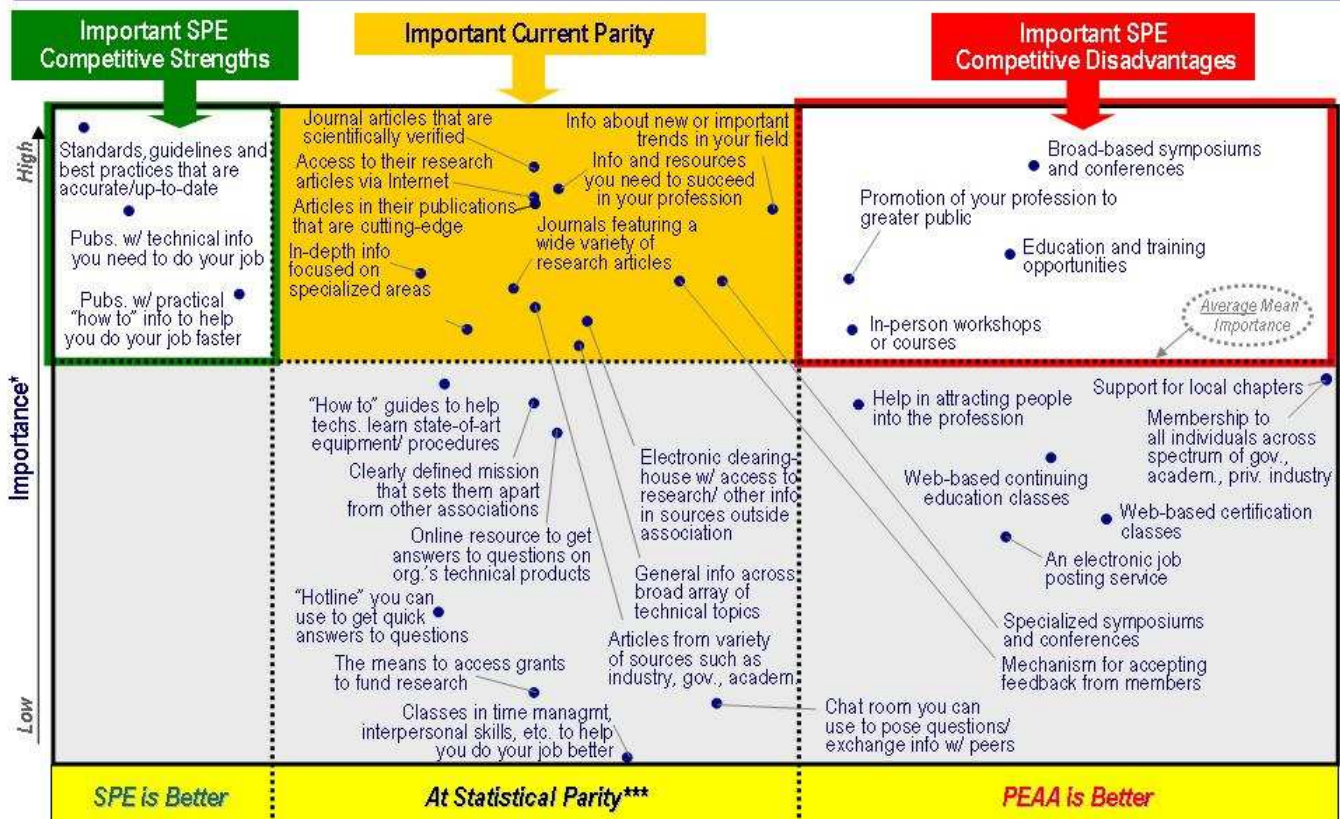 Important SPE
Competitive Strengths
Important Current Parity
Important SPE
Competitive Disadvantages
High
Importance*
Low
Standards, guidelines and
best practices that are
accurate/up-to-date
Pubs. w/ technical info
you need to do your job
Pubs. w/ practical
"how to" info to help
you do your job faster
Journal articles that are
scientifically verified
Access to their research
articles via Internet
Articles in their publications
that are cutting-edge
In-depth info
focused on
specialized areas
Info about new or important
trends in your field
Info and resources
you need to succeed
in your profession
Journals featuring a
wide variety of
research articles
Broad-based symposiums
and conferences
Promotion of your profession to
greater public
Education and training
opportunities
In-person workshops
or courses
Average Mean
Importance
"How to" guides to help
techs. learn state-of-art
equipment/ procedures
Clearly defined mission
that sets them apart
from other associations
Online resource to get
answers to questions on
org.'s technical products
"Hotline" you can
use to get quick
answers to questions
The means to access grants
to fund research
Classes in time managmt,
interpersonal skills, etc. to help
you do your job better
Electronic clearing-
house w/ access to
research/ other info
in sources outside
association
General info across
broad array of
technical topics
Articles from variety
of sources such as
industry, gov., academ.
Support for local chapters
Help in attracting people
into the profession
Membership to
all individuals across
spectrum of gov.,
academ., priv. industry
Web-based continuing
education classes
Web-based certification
classes
An electronic job
posting service
Specialized symposiums
and conferences
Mechanism for accepting
feedback from members
Chat room you can
use to pose questions/
exchange info w/ peers
SPE is Better
At Statistical Parity***
PEAA is Better